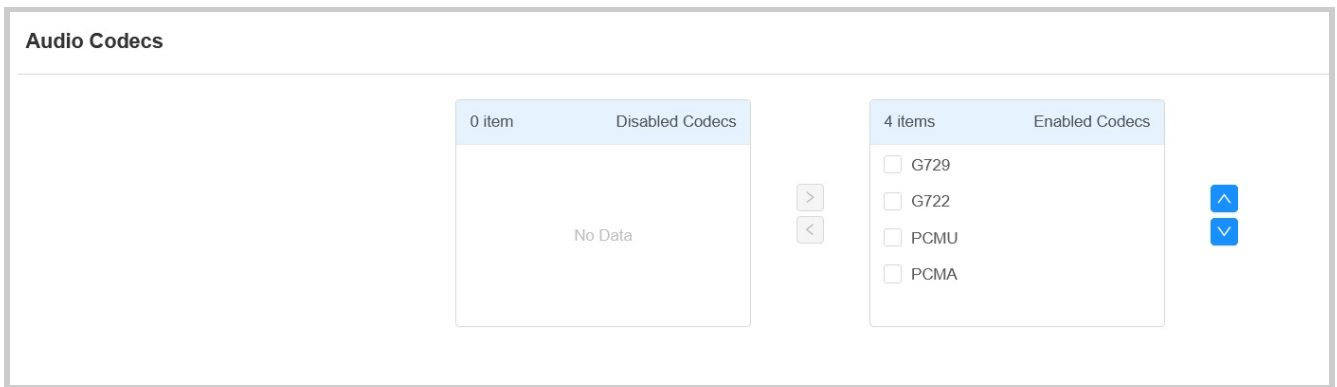 Audio Codecs
0 item Disabled Codecs
No Data
4 items Enabled Codecs
G729
G722
PCMU
PCMA